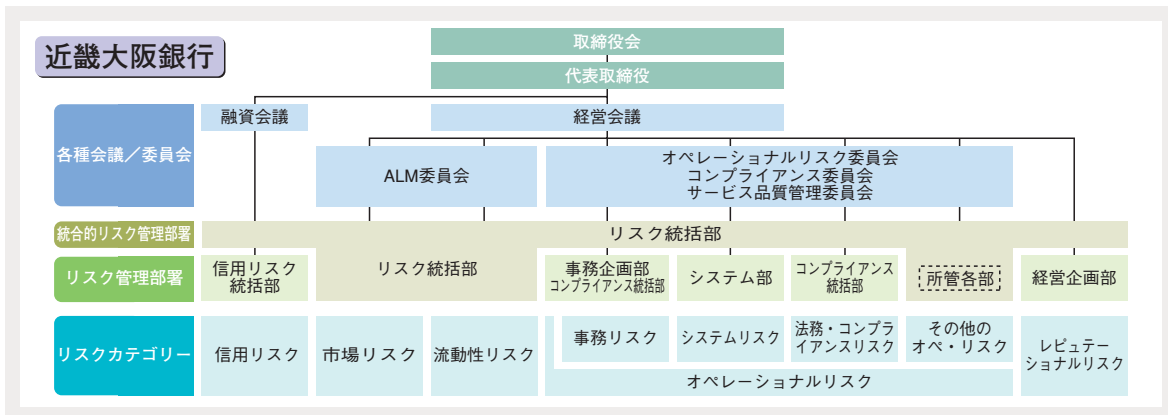 近畿大阪銀行
取締役会
代表取締役
各種会議／委員会
融資会議
経営会議
ALM委員会
オペレーショナルリスク委員会
コンプライアンス委員会
サービス品質管理委員会
統合的リスク管理部署
リスク統括部
リスク管理部署
信用リスク
統括部
リスク統括部
事務企画部
コンプライアンス統括部
システム部
コンプライアンス
統括部
所管各部
経営企画部
リスクカテゴリー
信用リスク
市場リスク
流動性リスク
事務リスク
システムリスク
法務・コンプラ
イアンスリスク
その他の
オペ・リスク
オペレーショナルリスク
レピュテー
ショナルリスク